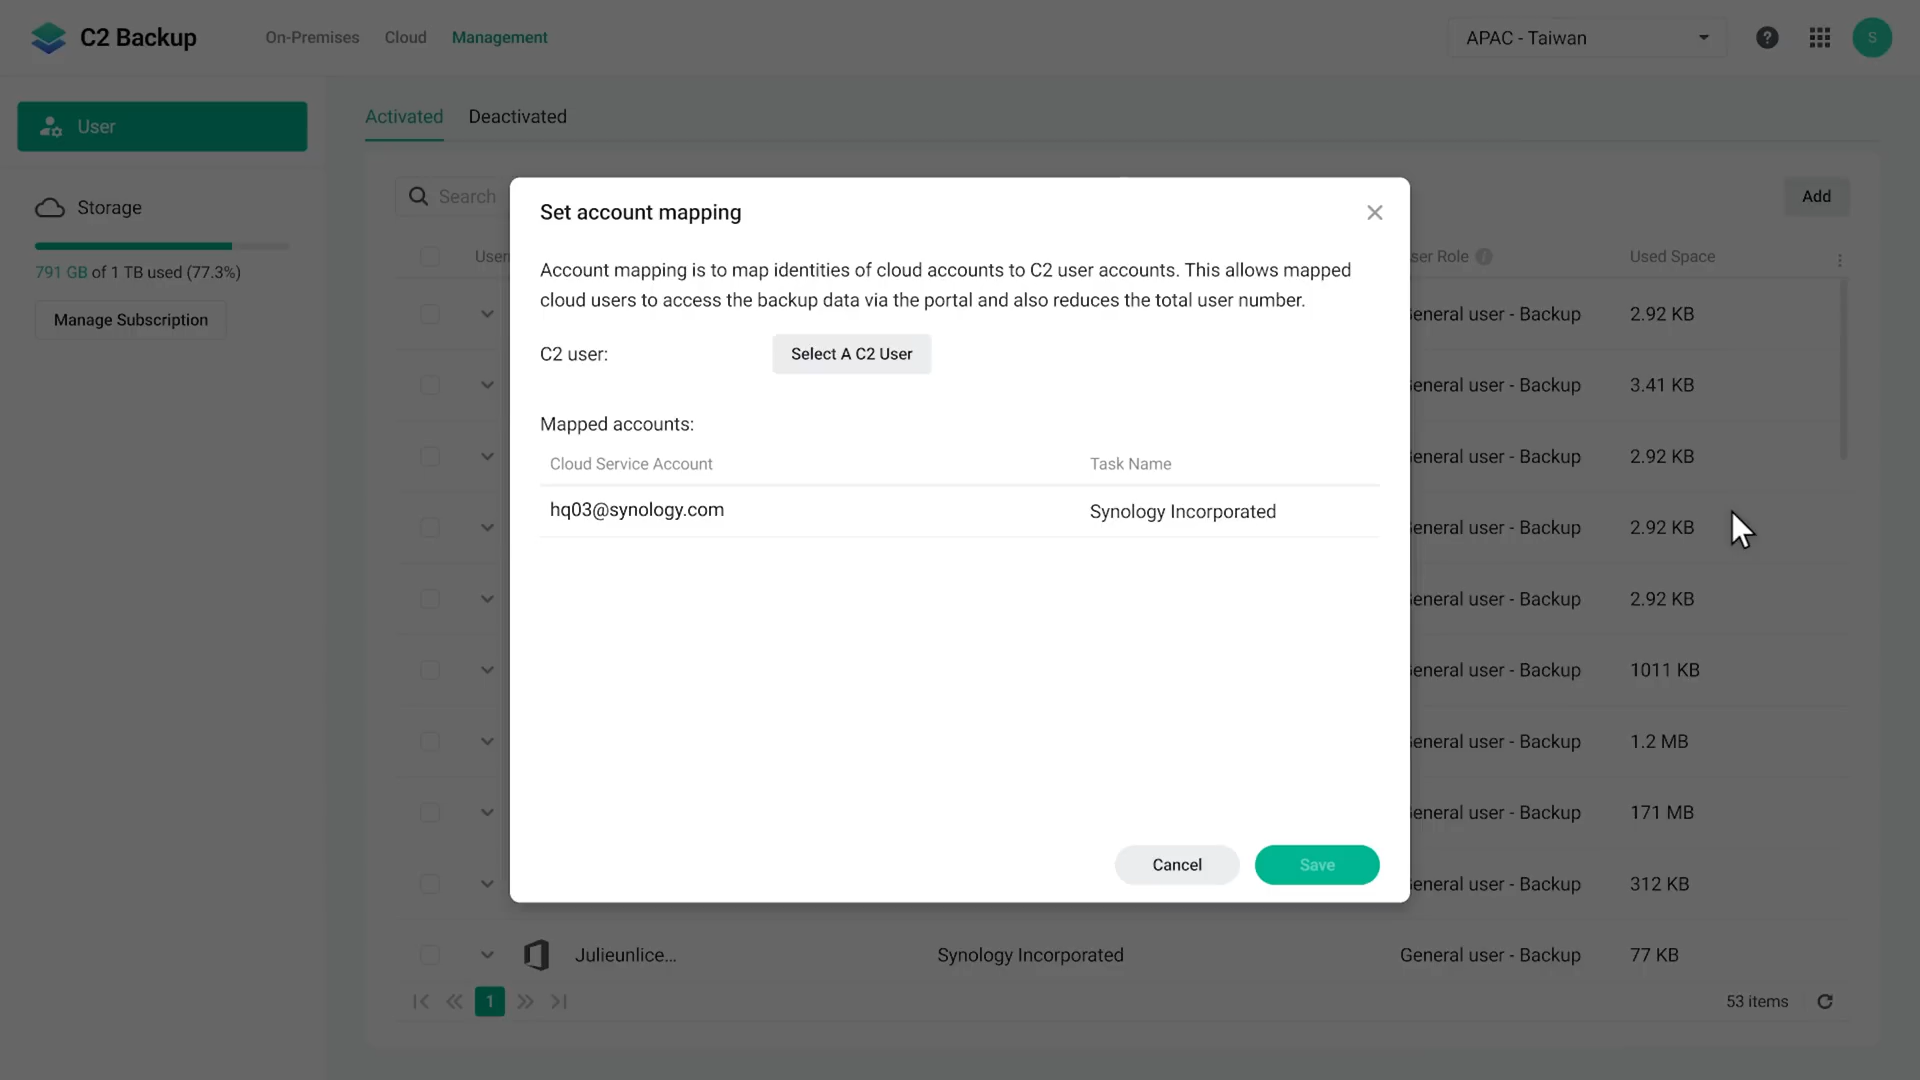 C2 Backup
On-Premises
Cloud
Management
APAC - Taiwan
S
User
Activated
Deactivated
Storage
791 GB of 1 TB used (77.3%)
Manage Subscription
Search
Add
Used Space
Set account mapping
Account mapping is to map identities of cloud accounts to C2 user accounts. This allows mapped
cloud users to access the backup data via the portal and also reduces the total user number.
C2 user:
Select A C2 User
Mapped accounts:
Cloud Service Account
Task Name
hq03@synology.com
Synology Incorporated
Cancel
Save
ser Role
eneral user - Backup
2.92 KB
eneral user - Backup
3.41 KB
eneral user - Backup
2.92 KB
eneral user - Backup
2.92 KB
eneral user - Backup
2.92 KB
eneral user - Backup
1011 KB
eneral user - Backup
1.2 MB
eneral user - Backup
171 MB
eneral user - Backup
312 KB
Julieunlice...
Synology Incorporated
General user - Backup
77 KB
1
53 items